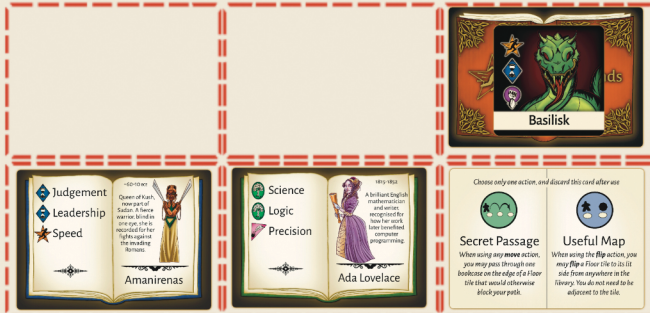 ds
Basilisk
Judgement
Leadership
Speed
Queen of Kush,
now part of
Sudan. A fierce
warrior, blind in
one eye, she is
recorded for her
fights against
the invading
Romans.
Amanirenas
Science
Logic
Precision
1815-1852
A brilliant English
mathematician
and writer,
recognised for
how her work
later benefited
computer
programming.
Ada Lovelace
Choose only one action, and discard this card after use
Secret Passage
When using any move action,
you may pass through one
bookcase on the edge of a Floor
tile that would otherwise
block your path.
Useful Map
When using the flip action, you
may flip a Floor tile to its lit
side from anywhere in the
library. You do not need to be
adjacent to the tile.